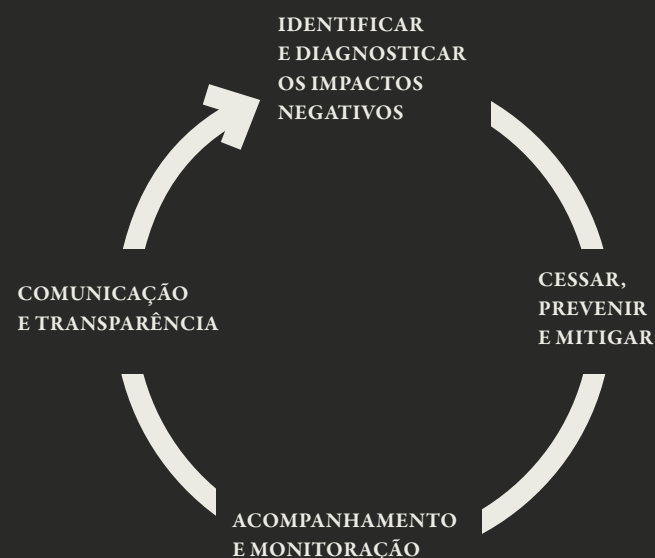 IDENTIFICAR
E DIAGNOSTICAR
OS IMPACTOS
NEGATIVOS
CESSAR,
PREVENIR
E MITIGAR
ACOMPANHAMENTO
E MONITORAÇÃO
COMUNICAÇÃO
E TRANSPARÊNCIA